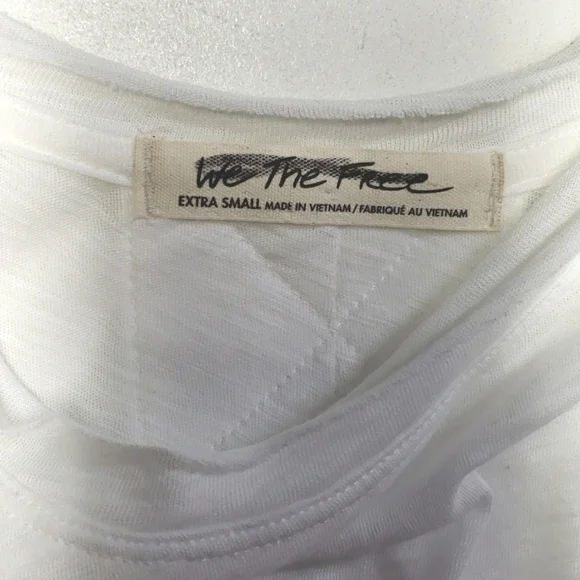 We The Free
EXTRA SMALL MADE IN VIETNAM / FABRIQUÉ AU VIETNAM